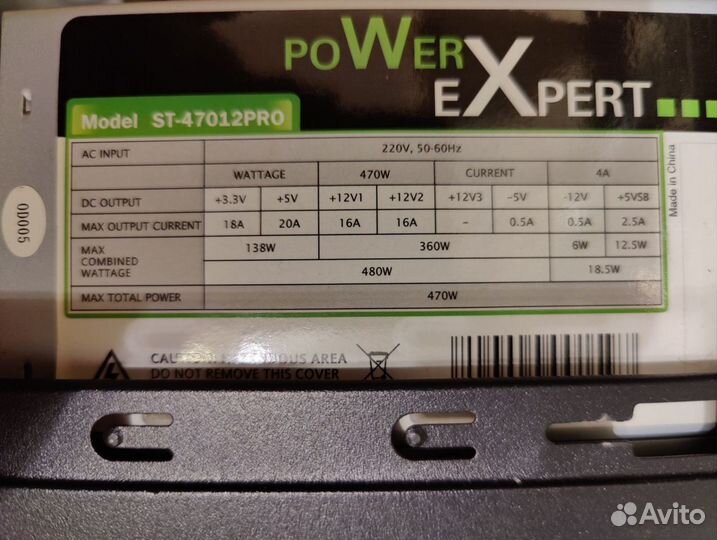 POWER
EXPERT
Model ST-47012PRO
AC INPUT 220V, 50-60Hz
WATTAGE 470W CURRENT 4A
DC OUTPUT +3.3V +5V +12V1 +12V2 +12V3 -5V -12V +5VSB
MAX OUTPUT CURRENT 18A 20A 16A 16A - 0.5A 0.5A 2.5A
MAX COMBINED WATTAGE 138W 360W 6W 12.5W
480W 18.5W
MAX TOTAL POWER 470W
Made in China
0D005
AREA
DO NOT REMOVE THIS COVER
Avito